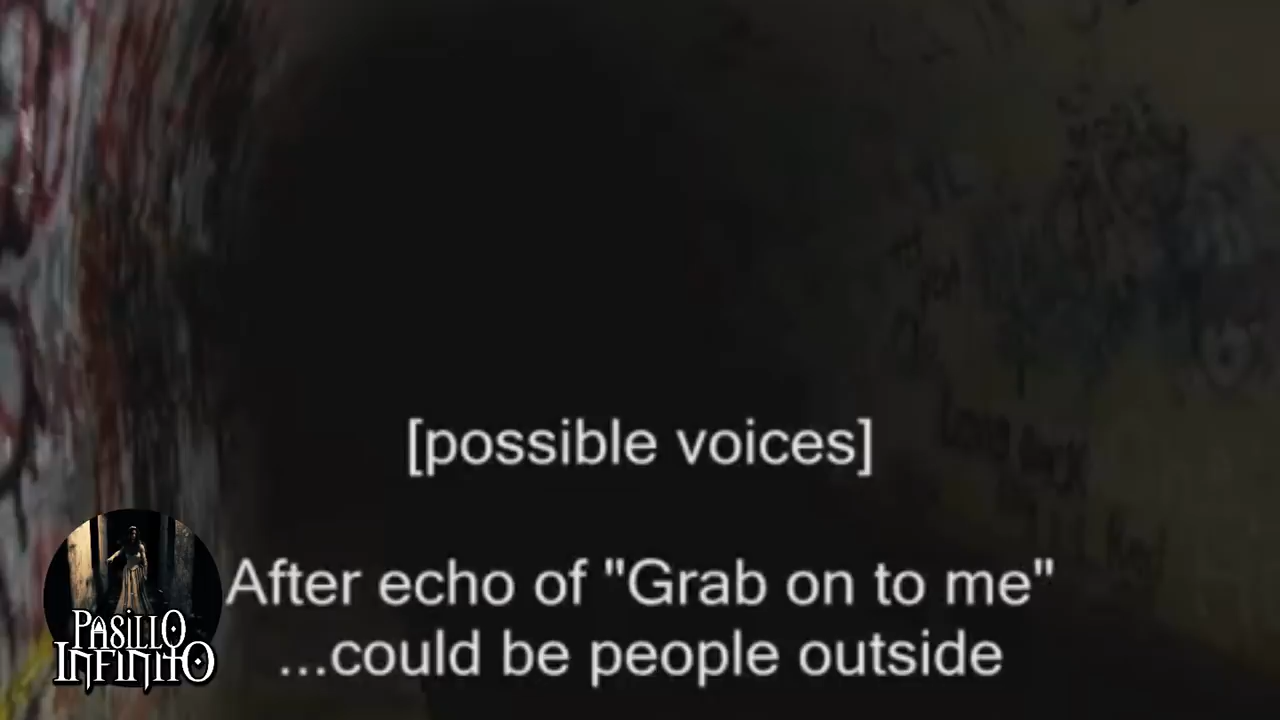 [possible voices]
After echo of "Grab on to me"
...could be people outside
PASILLO
INFINITO